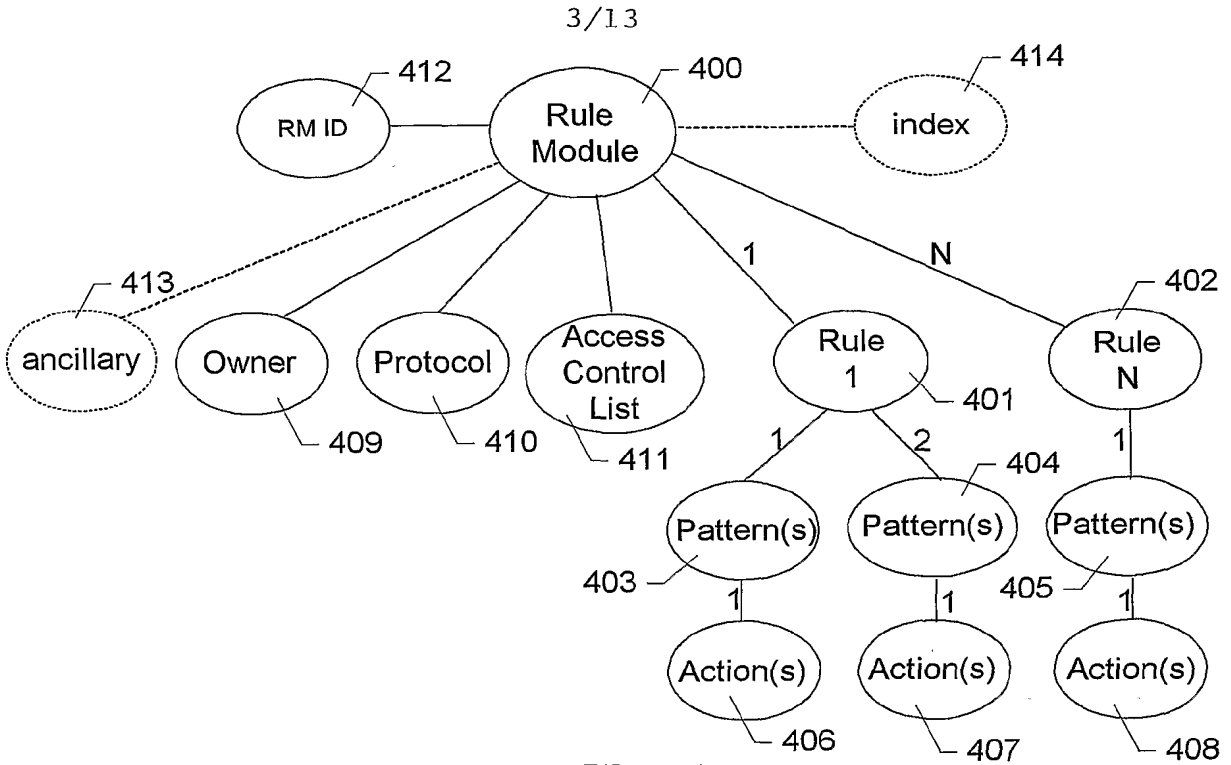 3/13
412
400
414
RM ID
Rule
Module
index
1
N
413
402
ancillary
Owner
Protocol
Access
Control
List
Rule
1
Rule
N
401
409
410
411
1
2
404
1
Pattern(s)
Pattern(s)
Pattern(s)
403
405
1
1
1
Action(s)
Action(s)
Action(s)
406
407
408